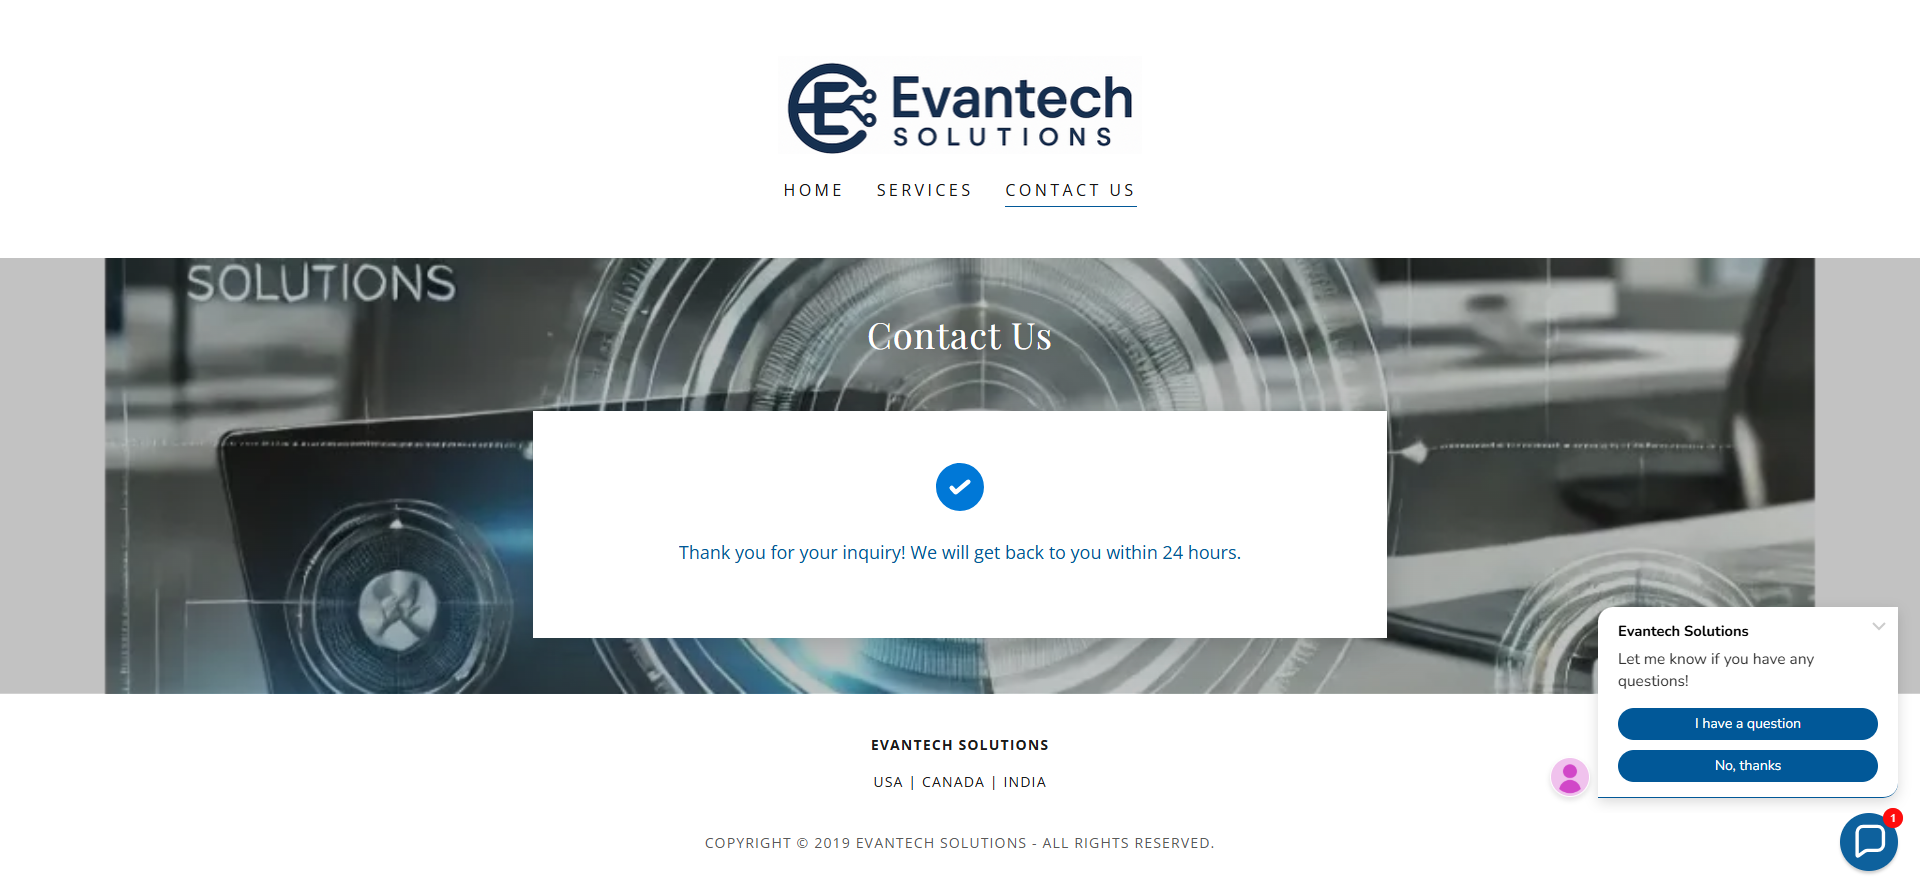 Evantech
SOLUTIONS
HOME SERVICES CONTACT US
SOLUTIONS
Contact Us
Thank you for your inquiry! We will get back to you within 24 hours.
Evantech Solutions
Let me know if you have any
questions!
I have a question
No, thanks
EVANTECH SOLUTIONS
USA | CANADA | INDIA
COPYRIGHT © 2019 EVANTECH SOLUTIONS - ALL RIGHTS RESERVED.
1